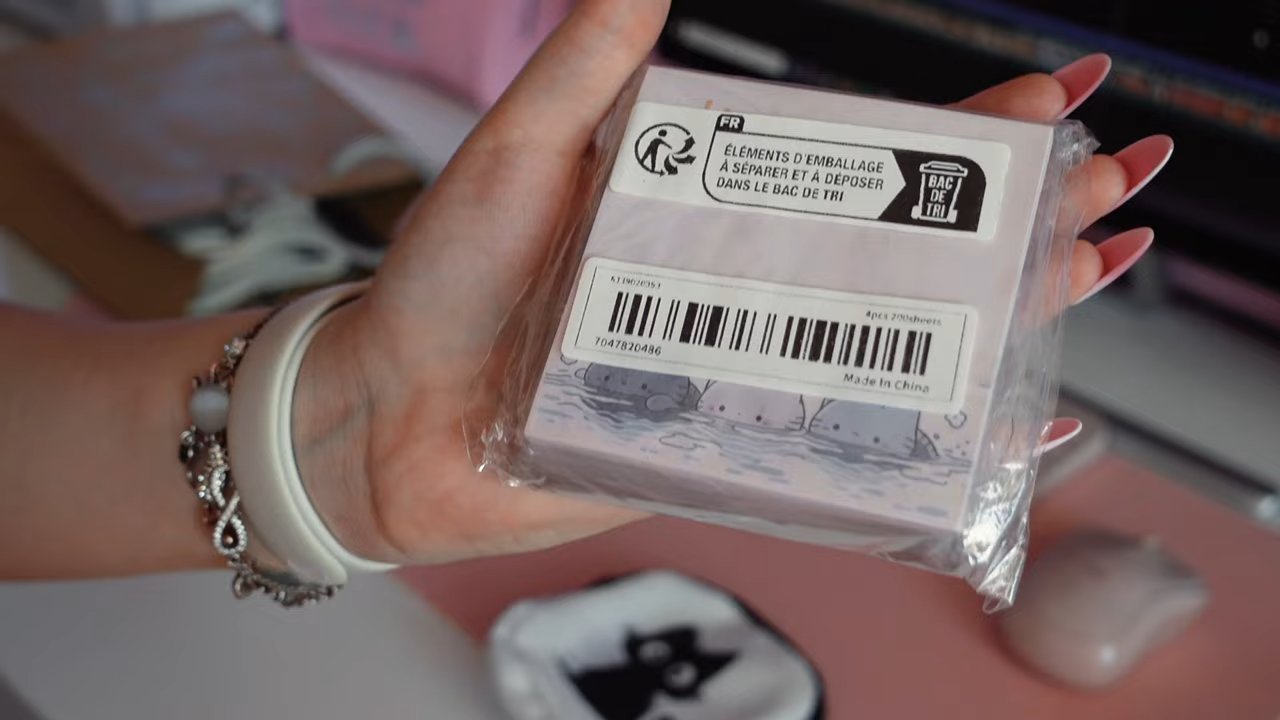 FR
ÉLÉMENTS D'EMBALLAGE
À SÉPARER ET À DÉPOSER
DANS LE BAC DE TRI
BAC
DE
TRI
4pcs 200sheets
7047820486
Made In China